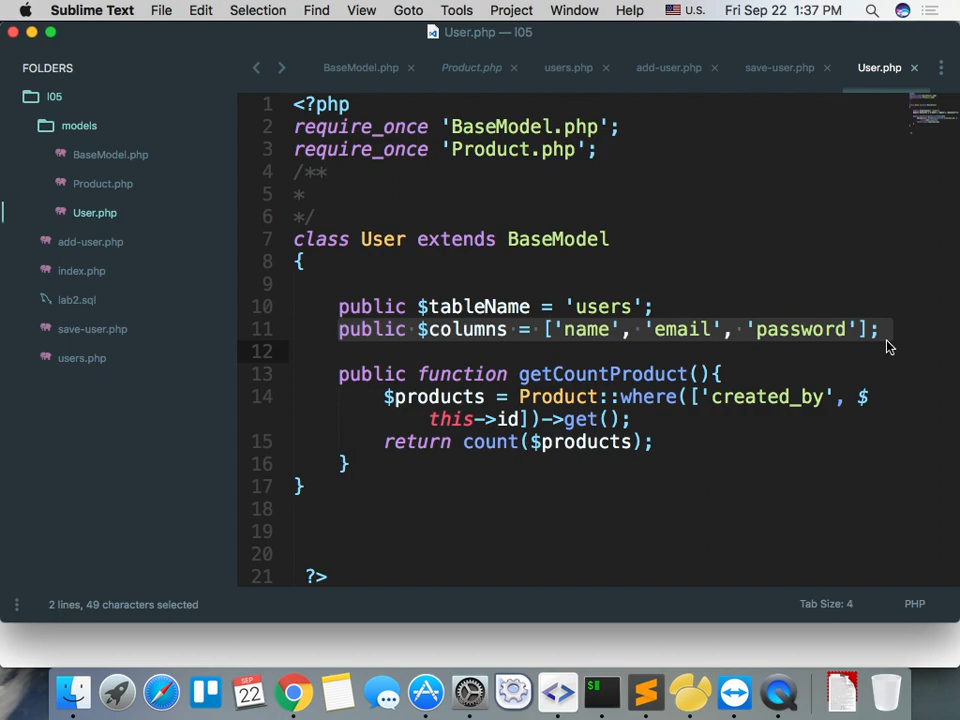 Sublime Text File Edit Selection Find View Goto Tools Project Window Help U.S. Fri Sep 22 1:37 PM
User.php — l05
FOLDERS
l05
models
BaseModel.php
Product.php
User.php
add-user.php
index.php
lab2.sql
save-user.php
users.php
BaseModel.php × Product.php × users.php × add-user.php × save-user.php × User.php ×
1 <?php
2 require_once 'BaseModel.php';
3 require_once 'Product.php';
4 /**
5 *
6 */
7 class User extends BaseModel
8 {
9
10 public $tableName = 'users';
11 public $columns = ['name', 'email', 'password'];
12
13 public function getCountProduct(){
14 $products = Product::where(['created_by', $
this->id])->get();
15 return count($products);
16 }
17 }
18
19
20
21 ?>
2 lines, 49 characters selected Tab Size: 4 PHP
SEP
22
$